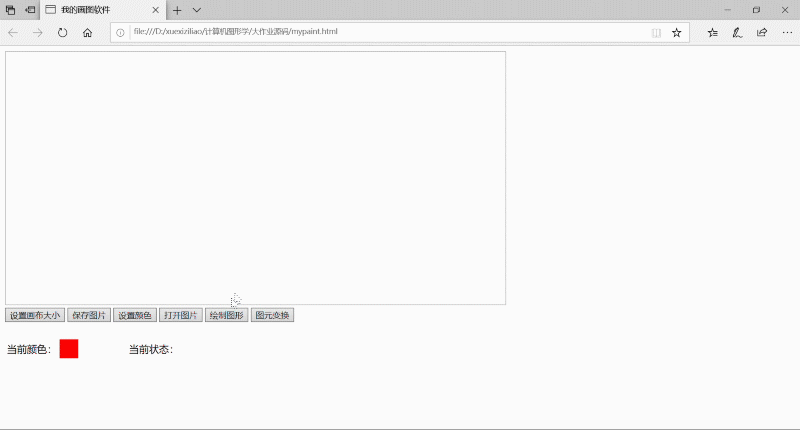 我的画图软件
file:///D:/xuexiziliao/计算机图形学/大作业源码/mypaint.html
设置画布大小 保存图片 设置颜色 打开图片 绘制图形 图元变换
当前颜色： 当前状态：